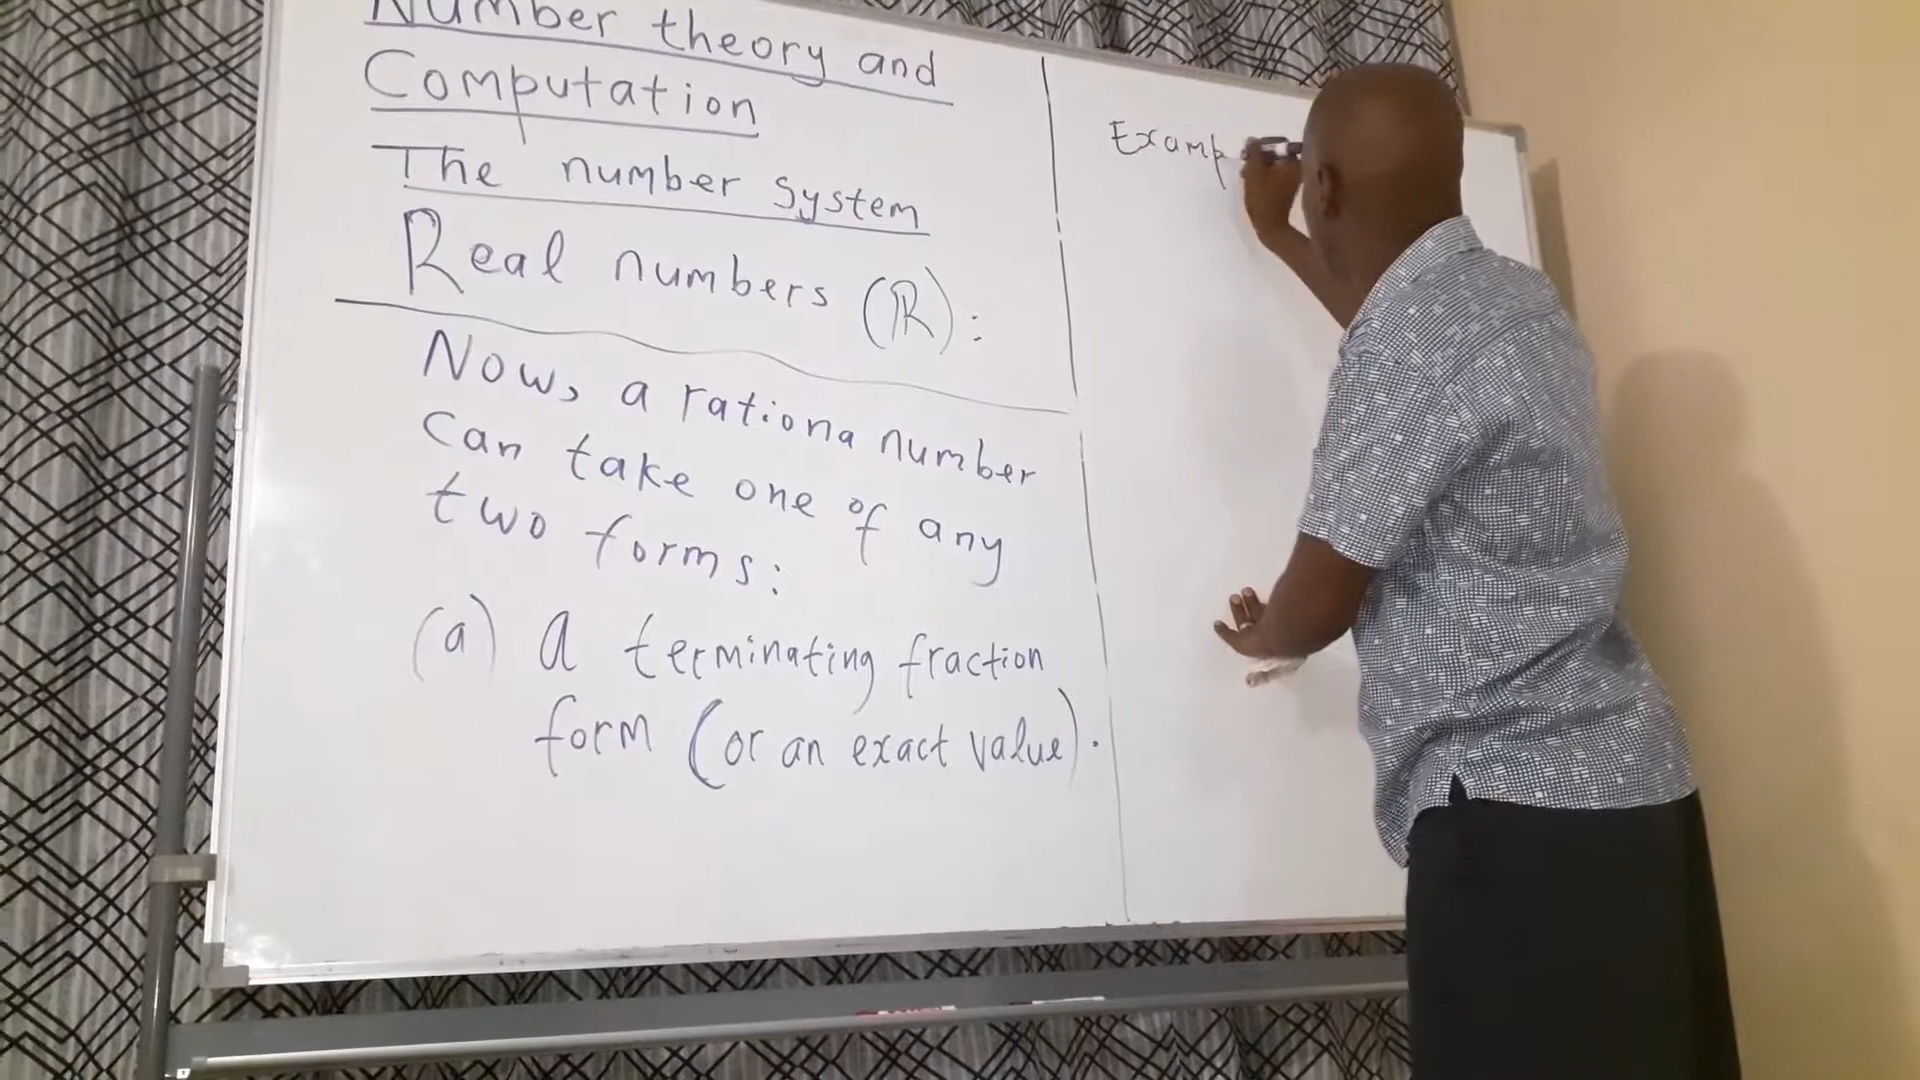 Number theory and
Computation
The number system
Real numbers (ℝ):
Now, a rationa number
can take one of any
two forms:
(a) a terminating fraction
form (or an exact value).
Examp